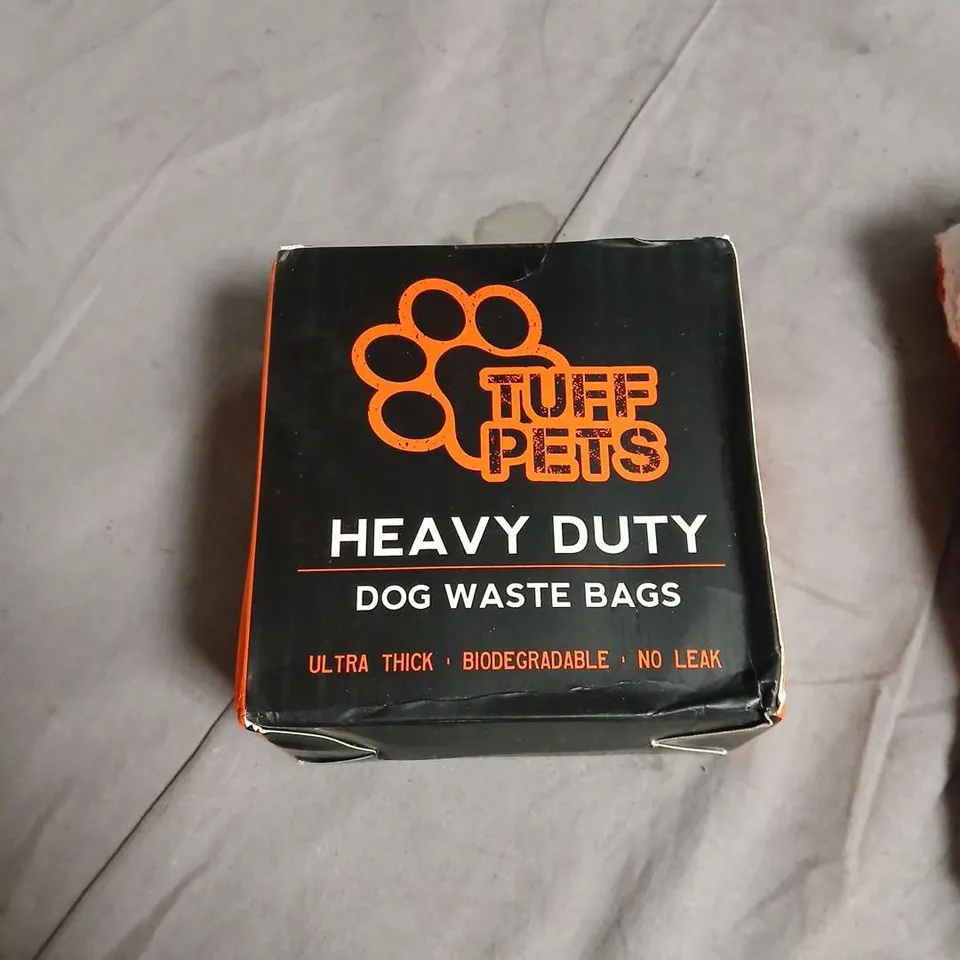 TUFF
PETS
HEAVY DUTY
DOG WASTE BAGS
ULTRA THICK · BIODEGRADABLE · NO LEAK